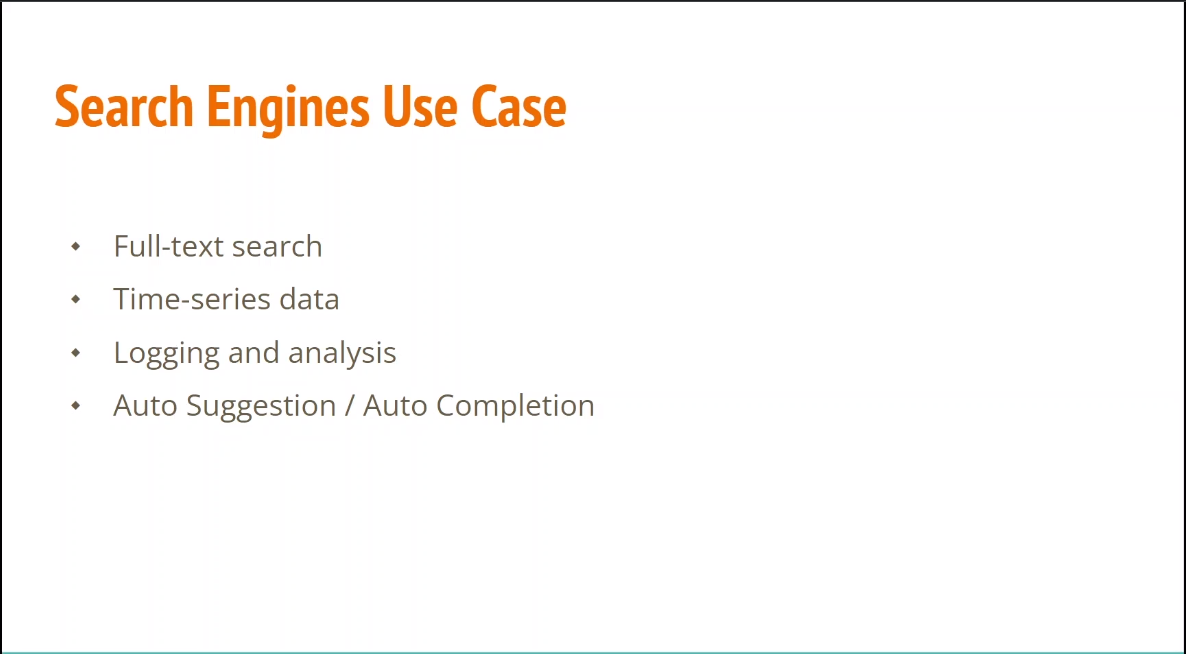 Search Engines Use Case
Full-text search
Time-series data
Logging and analysis
Auto Suggestion / Auto Completion